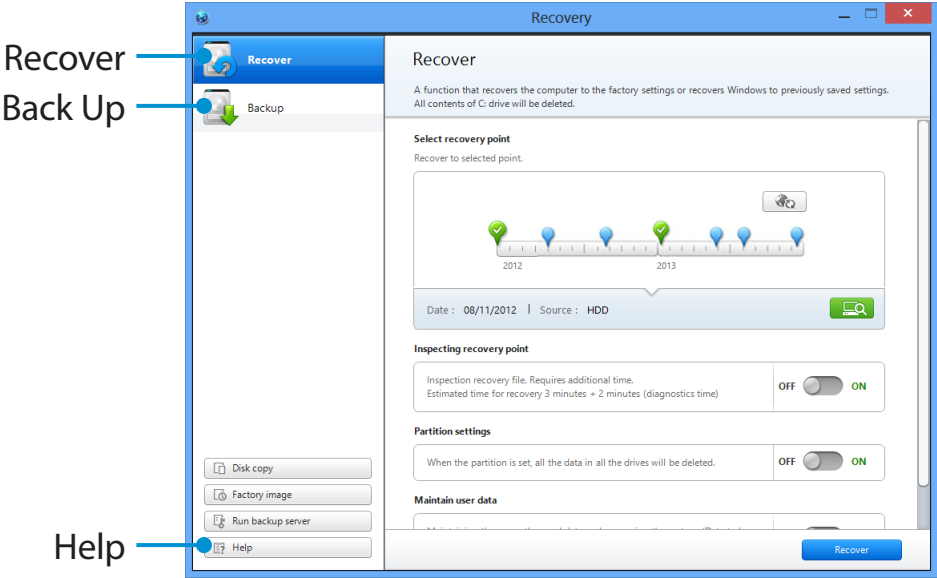 Recovery
Recover
Back Up
Help
Recover
Backup
Disk copy
Factory image
Run backup server
Help
Recover
A function that recovers the computer to the factory settings or recovers Windows to previously saved settings.
All contents of C: drive will be deleted.
Select recovery point
Recover to selected point.
2012 2013
Date : 08/11/2012 | Source : HDD
Inspecting recovery point
Inspection recovery file. Requires additional time.
Estimated time for recovery 3 minutes + 2 minutes (diagnostics time)
OFF ON
Partition settings
When the partition is set, all the data in all the drives will be deleted.
OFF ON
Maintain user data
Recover